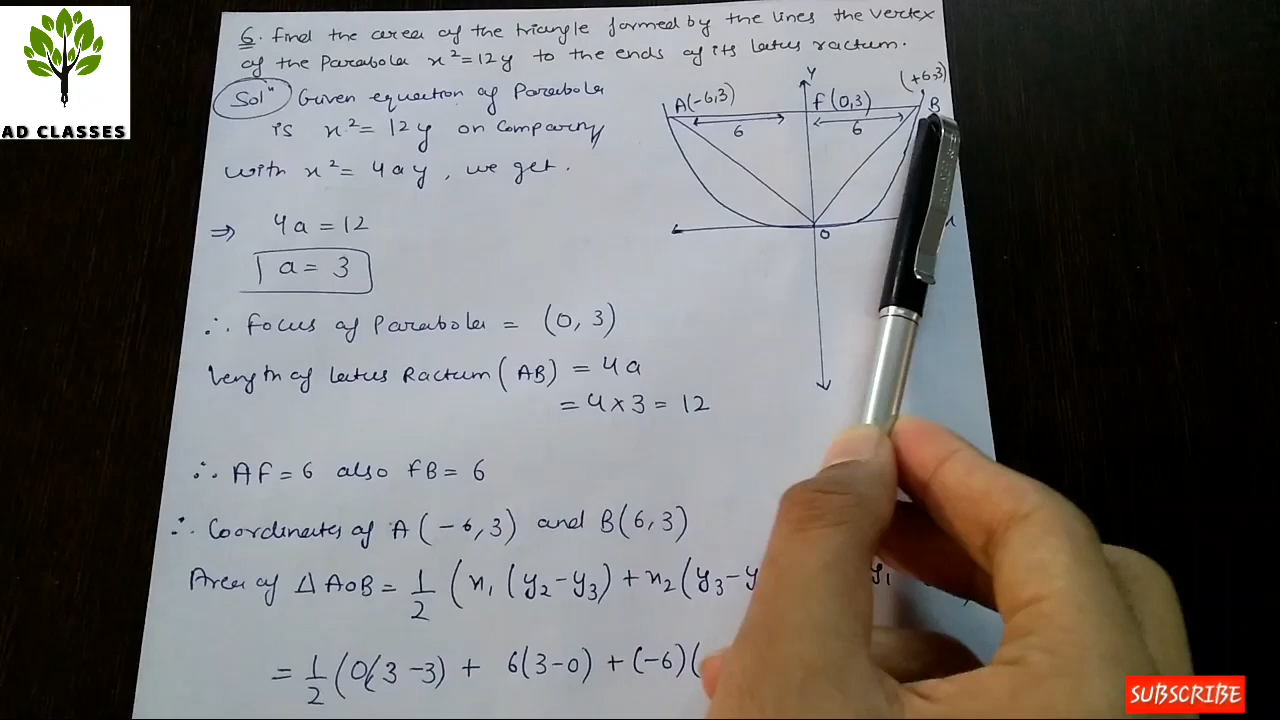 AD CLASSES
6. Find the area of the triangle formed by the lines the vertex
of the Parabola x²=12y to the ends of its latus ractum.
Solⁿ Given equation of Parabola
is x²= 12y on comparing
with x²= 4ay, we get.
⇒ 4a = 12
a = 3
∴ Focus of Parabola = (0, 3)
length of latus Ractum (AB) = 4a
= 4×3 = 12
∴ AF = 6 also FB = 6
∴ Coordinates of A (-6, 3) and B(6, 3)
Area of Δ AOB = 1/2 (x₁ (y₂-y₃) + x₂ (y₃-y y₁
= 1/2 (0(3-3) + 6(3-0) + (-6)(
Y
A(-6,3)
F(0,3)
(+6,3)
B
6
6
O
SUBSCRIBE